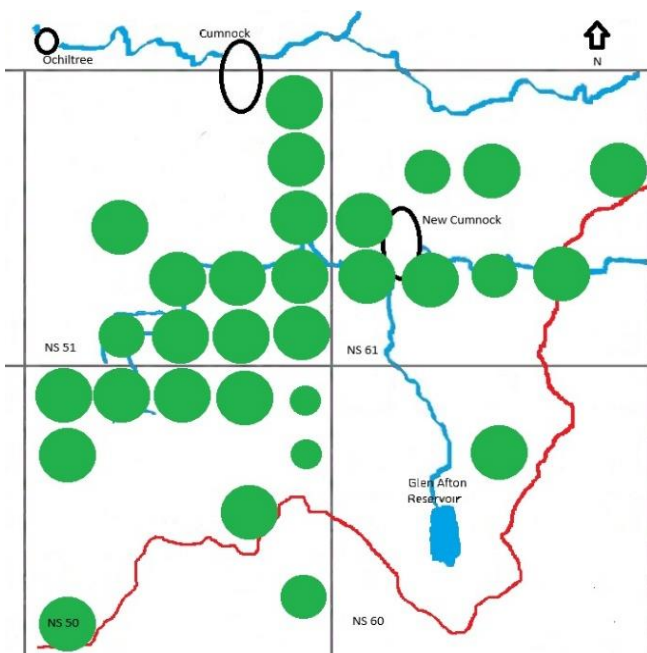 Cumnock
Ochiltree
N
New Cumnock
NS 51
NS 61
Glen Afton
Reservoir
NS 50
NS 60